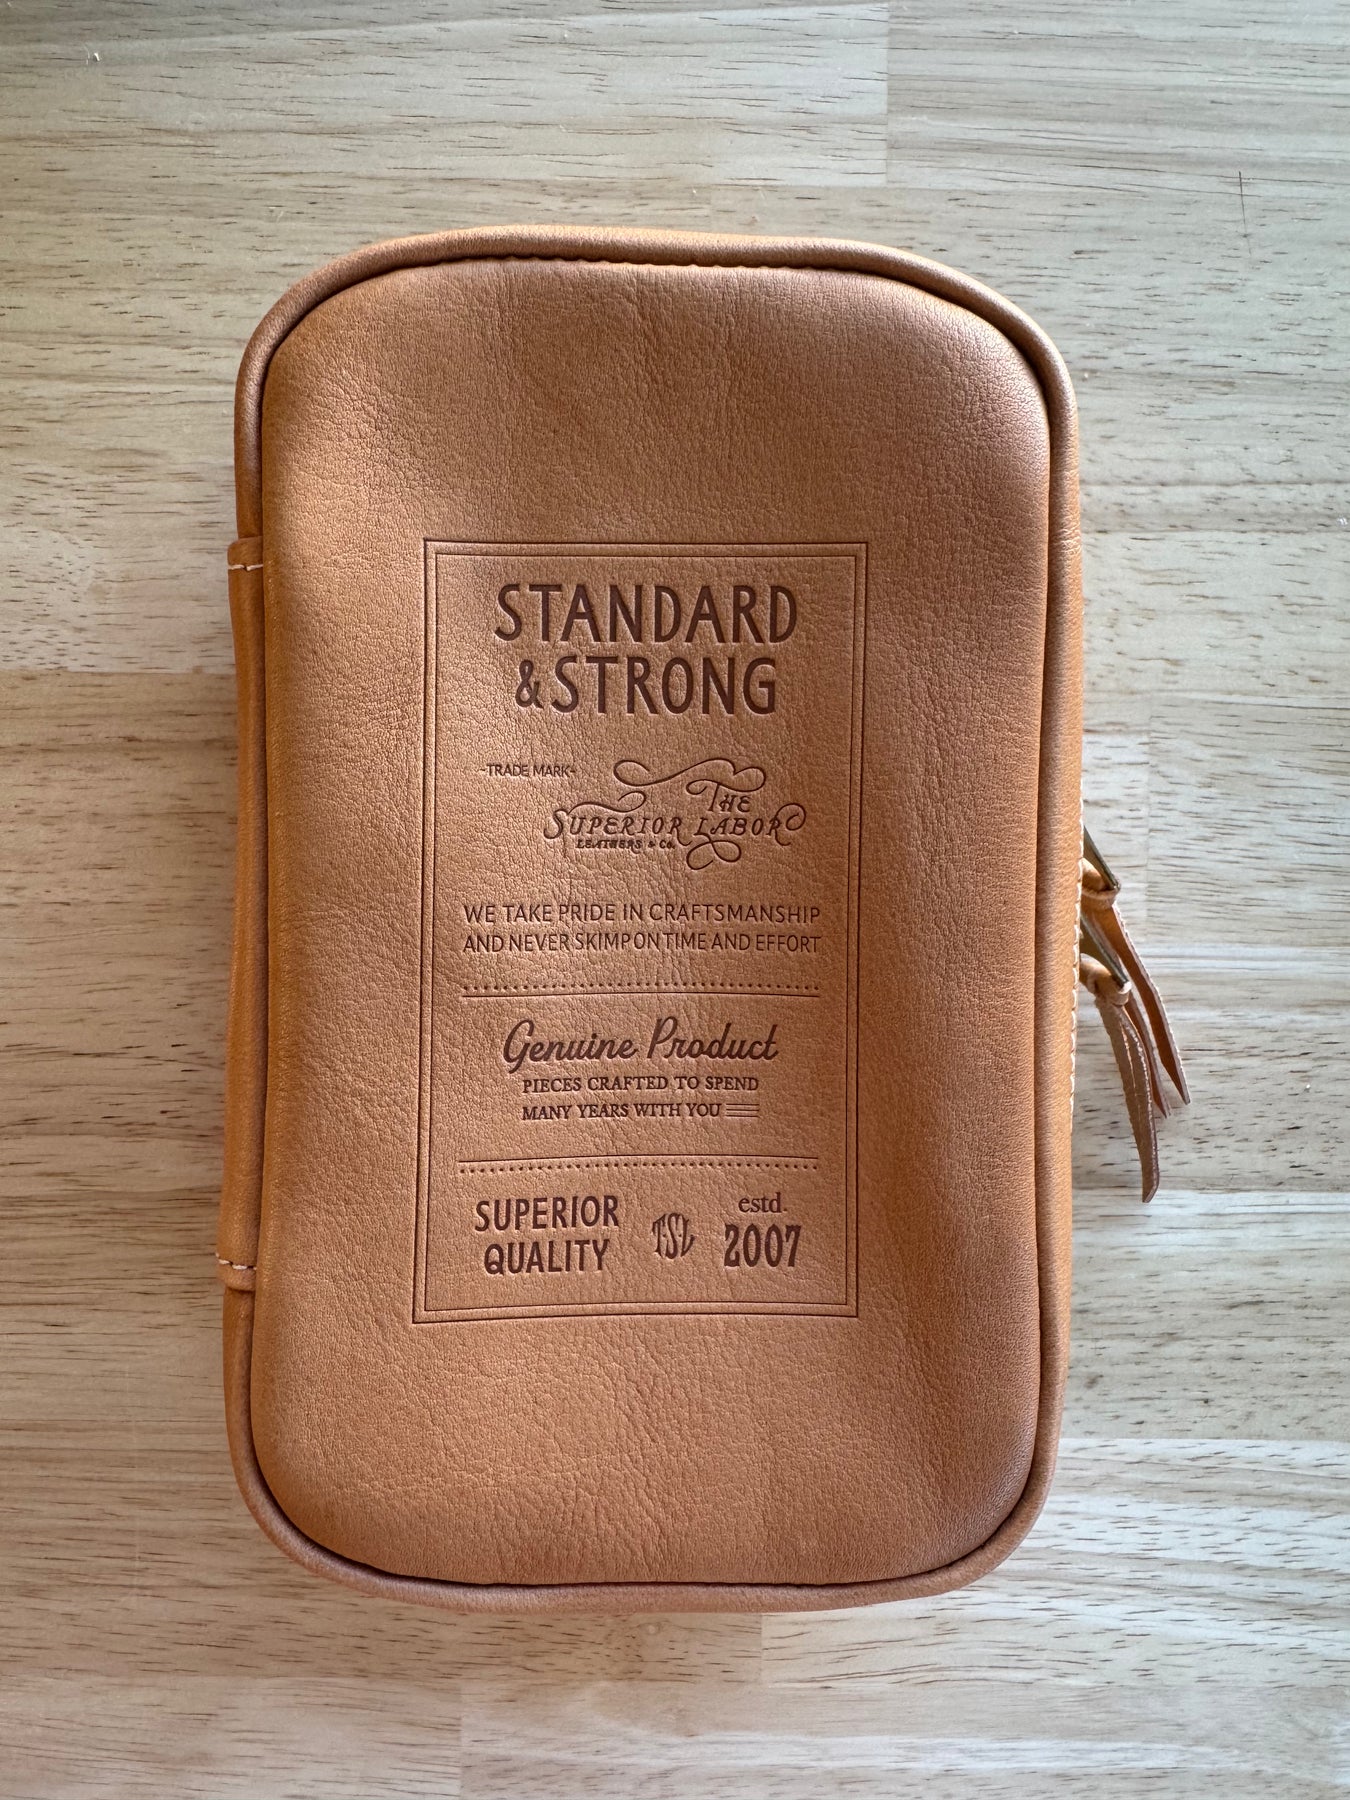 STANDARD
& STRONG
-TRADE MARK-
THE
SUPERIOR LABOR
LEATHERS & Co.
WE TAKE PRIDE IN CRAFTSMANSHIP
AND NEVER SKIMP ON TIME AND EFFORT
Genuine Product
PIECES CRAFTED TO SPEND
MANY YEARS WITH YOU
SUPERIOR
QUALITY
T·S·L
estd.
2007